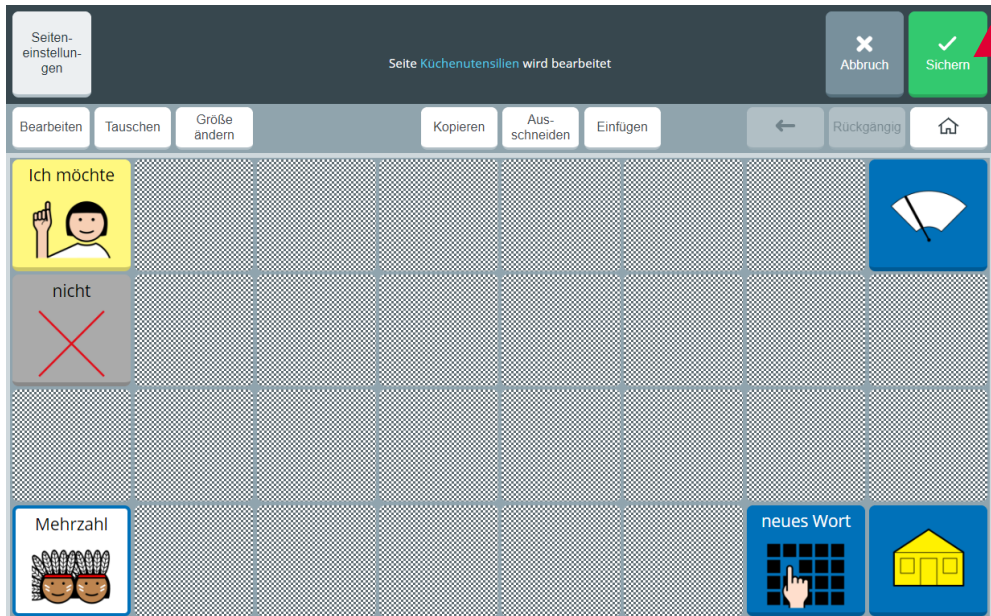 Seiten-
einstellun-
gen
Seite Küchenutensilien wird bearbeitet
Abbruch
Sichern
Bearbeiten
Tauschen
Größe
ändern
Kopieren
Aus-
schneiden
Einfügen
Rückgängig
Ich möchte
nicht
Mehrzahl
neues Wort